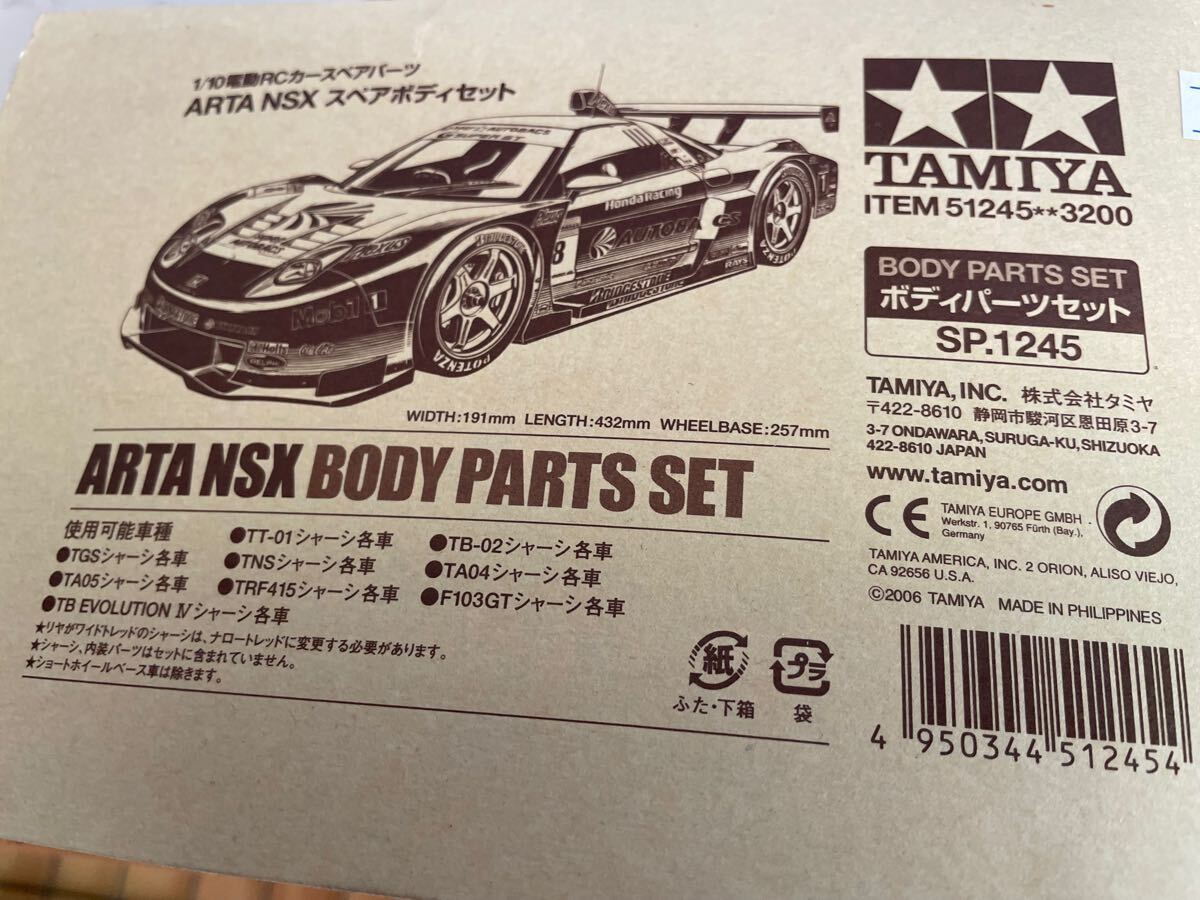 1/10電動RCカースペアパーツ
ARTA NSX スペアボディセット
AUTOBACS
Honda Racing
8
AUTOBACS
BRIDGESTONE
RAYS
POTENZA
Mobil 1
POTENZA
WIDTH:191mm LENGTH:432mm WHEELBASE:257mm
ARTA NSX BODY PARTS SET
使用可能車種
●TGSシャーシ各車
●TA05シャーシ各車
●TB EVOLUTION Ⅳシャーシ各車
●TT-01シャーシ各車
●TNSシャーシ各車
●TRF415シャーシ各車
●TB-02シャーシ各車
●TA04シャーシ各車
●F103GTシャーシ各車
★リヤがワイドトレッドのシャーシは、ナロートレッドに変更する必要があります。
★シャーシ、内装パーツはセットに含まれていません。
★ショートホイールベース車は除きます。
紙
ふた・下箱
プラ
袋
TAMIYA
ITEM 51245**3200
BODY PARTS SET
ボディパーツセット
SP.1245
TAMIYA, INC. 株式会社タミヤ
〒422-8610 静岡市駿河区恩田原3-7
3-7 ONDAWARA, SURUGA-KU, SHIZUOKA
422-8610 JAPAN
www.tamiya.com
CE
TAMIYA EUROPE GMBH
Werkstr. 1, 90765 Fürth (Bay.),
Germany
TAMIYA AMERICA, INC. 2 ORION, ALISO VIEJO,
CA 92656 U.S.A.
©2006 TAMIYA MADE IN PHILIPPINES
4 950344 512454